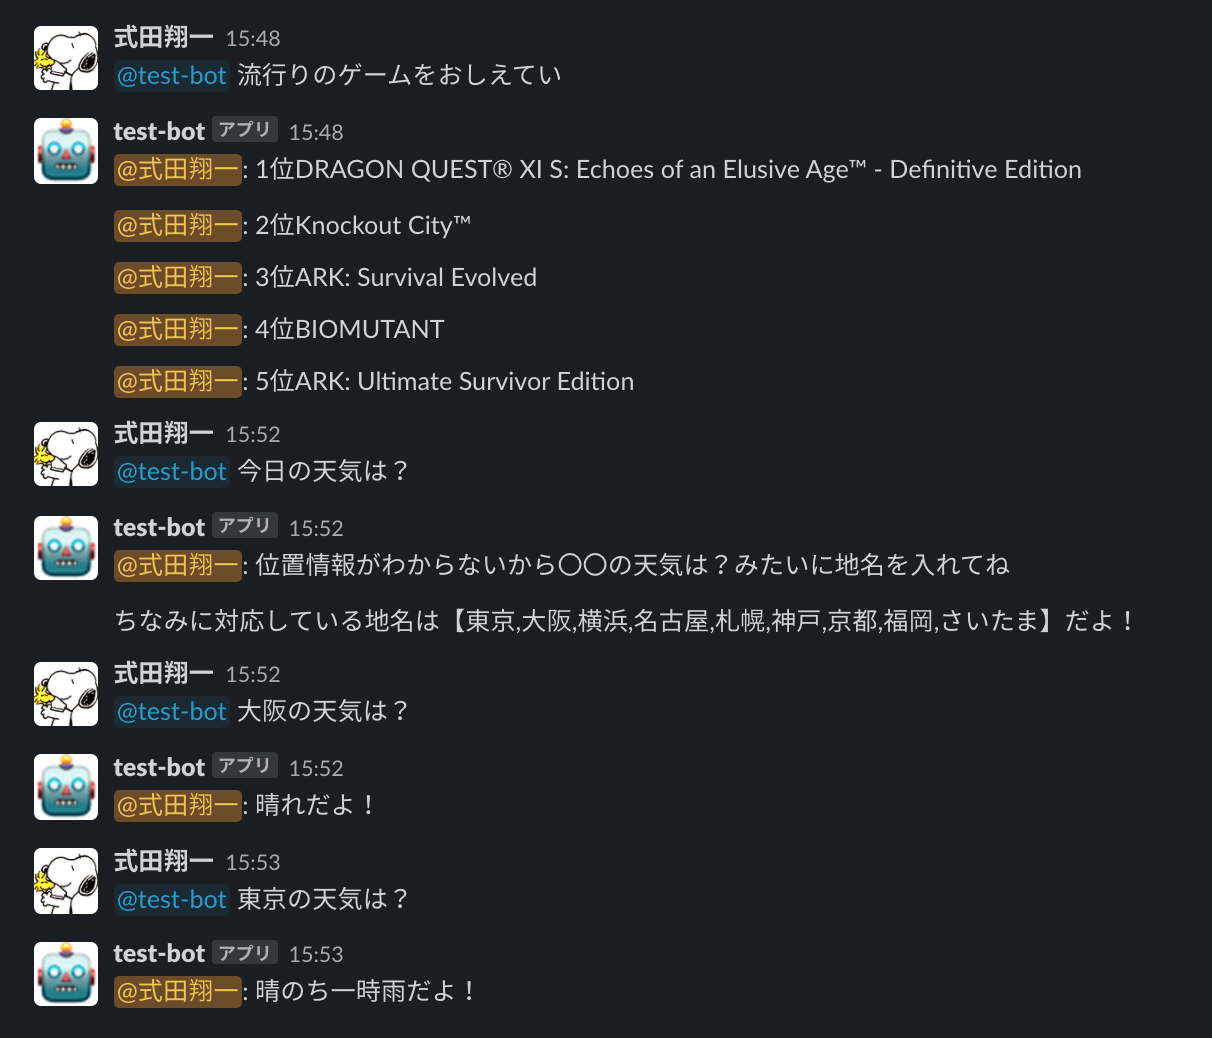 式田翔一 15:48
@test-bot 流行りのゲームをおしえてい
test-bot アプリ 15:48
@式田翔一: 1位DRAGON QUEST® XI S: Echoes of an Elusive Age™ - Definitive Edition
@式田翔一: 2位Knockout City™
@式田翔一: 3位ARK: Survival Evolved
@式田翔一: 4位BIOMUTANT
@式田翔一: 5位ARK: Ultimate Survivor Edition
式田翔一 15:52
@test-bot 今日の天気は？
test-bot アプリ 15:52
@式田翔一: 位置情報がわからないから〇〇の天気は？みたいに地名を入れてね
ちなみに対応している地名は【東京,大阪,横浜,名古屋,札幌,神戸,京都,福岡,さいたま】だよ！
式田翔一 15:52
@test-bot 大阪の天気は？
test-bot アプリ 15:52
@式田翔一: 晴れだよ！
式田翔一 15:53
@test-bot 東京の天気は？
test-bot アプリ 15:53
@式田翔一: 晴のち一時雨だよ！